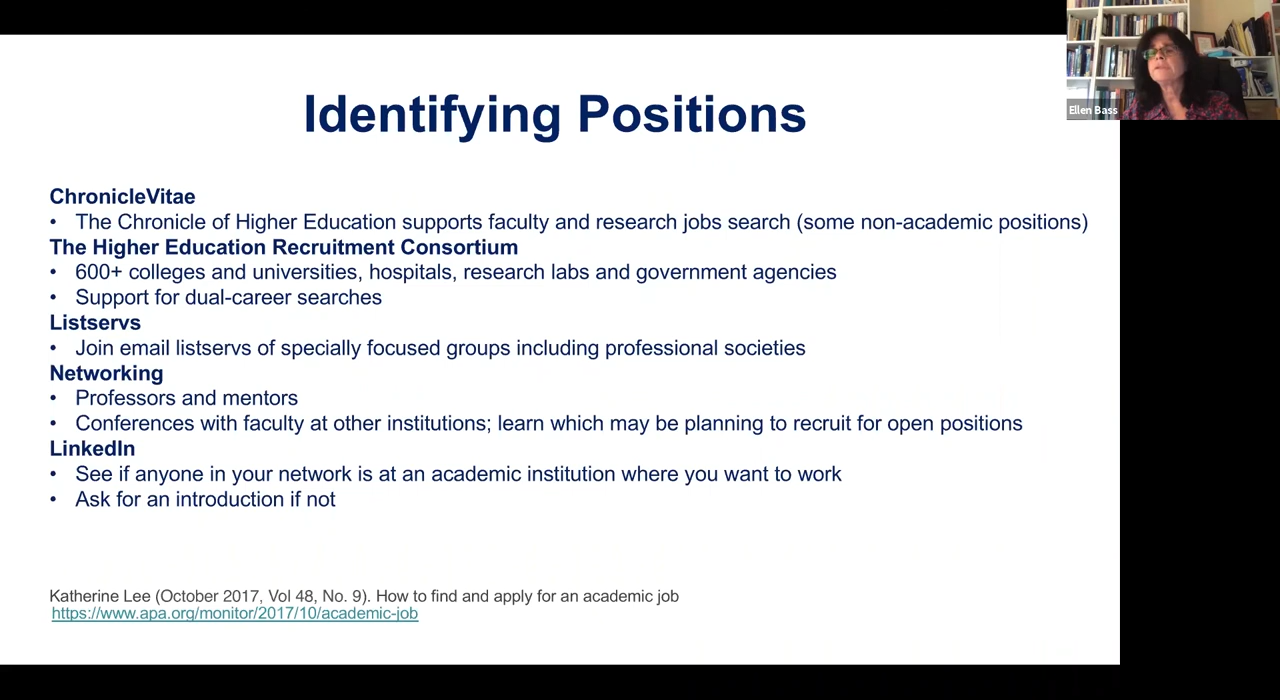 Identifying Positions
Ellen Bass
ChronicleVitae
• The Chronicle of Higher Education supports faculty and research jobs search (some non-academic positions)
The Higher Education Recruitment Consortium
• 600+ colleges and universities, hospitals, research labs and government agencies
• Support for dual-career searches
Listservs
• Join email listservs of specially focused groups including professional societies
Networking
• Professors and mentors
• Conferences with faculty at other institutions; learn which may be planning to recruit for open positions
LinkedIn
• See if anyone in your network is at an academic institution where you want to work
• Ask for an introduction if not
Katherine Lee (October 2017, Vol 48, No. 9). How to find and apply for an academic job
https://www.apa.org/monitor/2017/10/academic-job